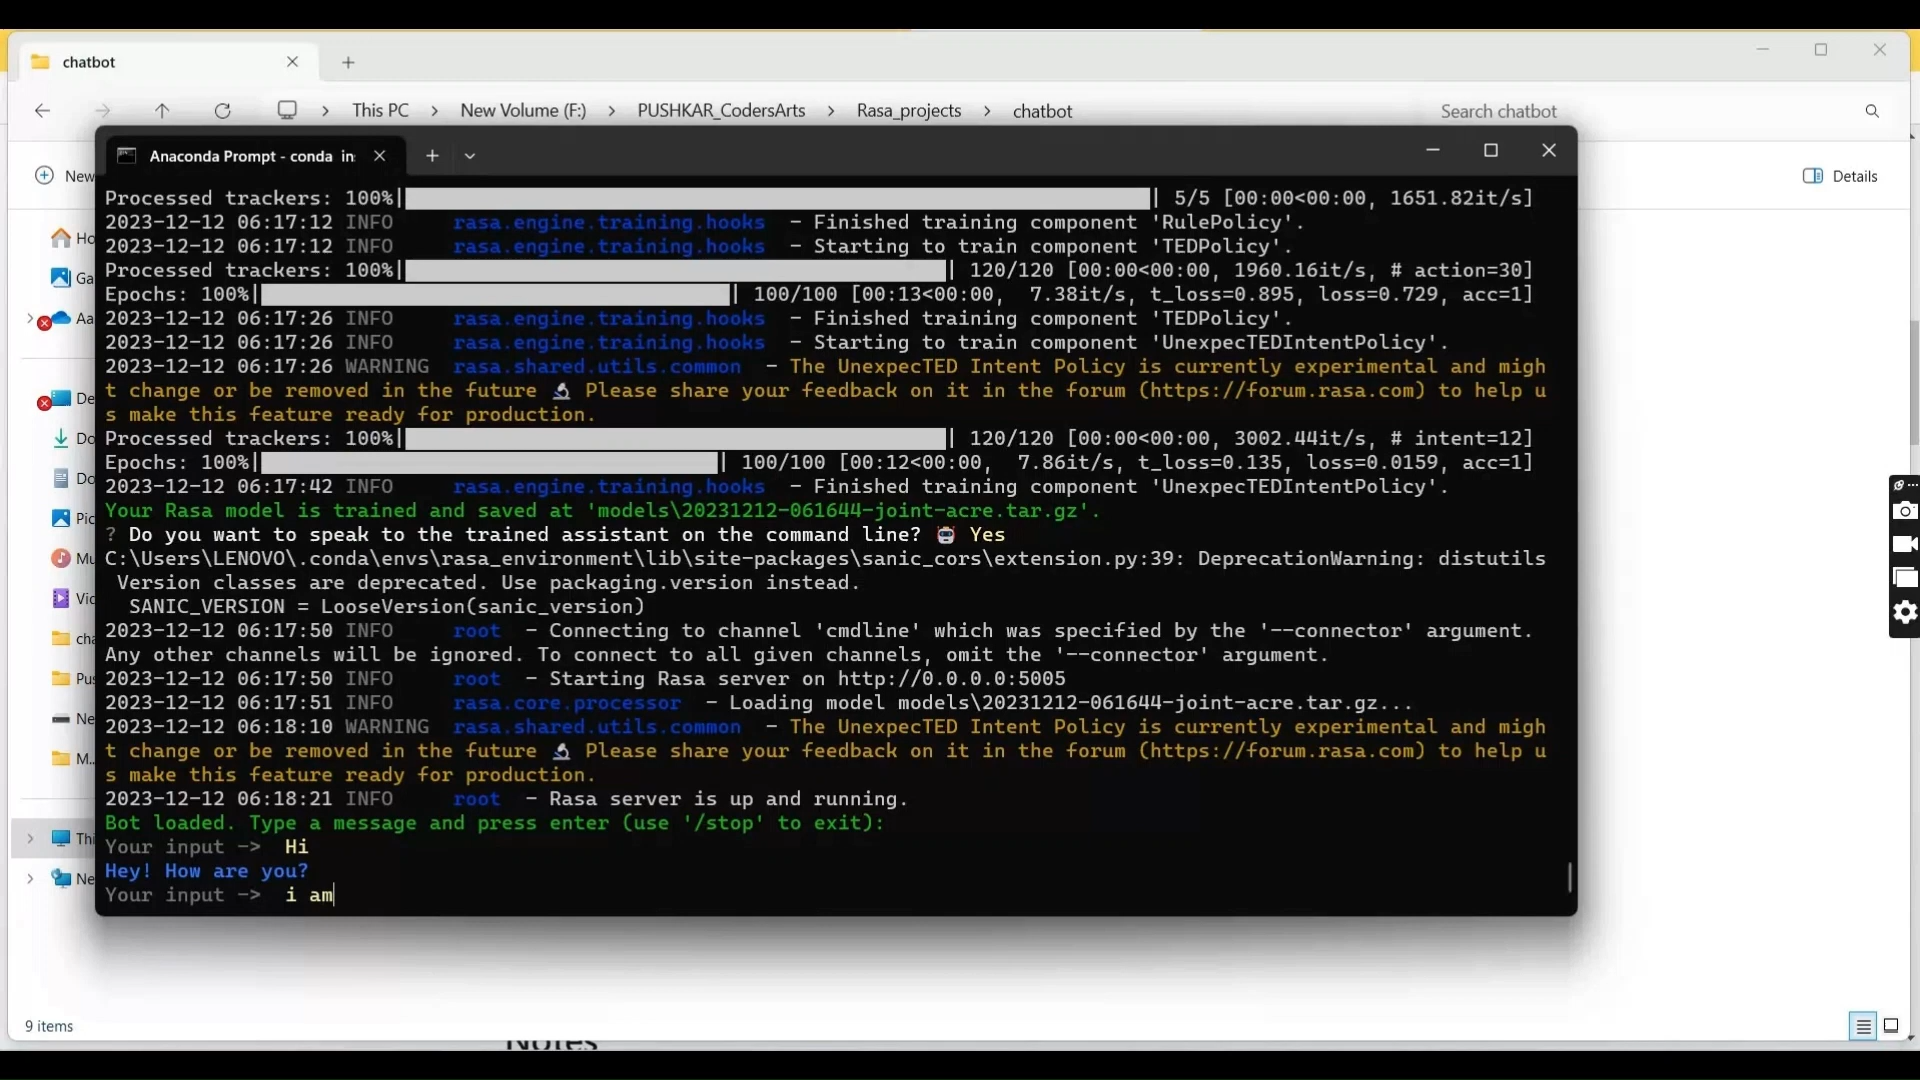 chatbot
This PC > New Volume (F:) > PUSHKAR_CodersArts > Rasa_projects > chatbot
Search chatbot
Anaconda Prompt - conda in
New
Details
Processed trackers: 100%| | 5/5 [00:00<00:00, 1651.82it/s]
2023-12-12 06:17:12 INFO rasa.engine.training.hooks - Finished training component 'RulePolicy'.
2023-12-12 06:17:12 INFO rasa.engine.training.hooks - Starting to train component 'TEDPolicy'.
Processed trackers: 100%| | 120/120 [00:00<00:00, 1960.16it/s, # action=30]
Epochs: 100%| | 100/100 [00:13<00:00, 7.38it/s, t_loss=0.895, loss=0.729, acc=1]
2023-12-12 06:17:26 INFO rasa.engine.training.hooks - Finished training component 'TEDPolicy'.
2023-12-12 06:17:26 INFO rasa.engine.training.hooks - Starting to train component 'UnexpecTEDIntentPolicy'.
2023-12-12 06:17:26 WARNING rasa.shared.utils.common - The UnexpecTED Intent Policy is currently experimental and migh
t change or be removed in the future 🔬 Please share your feedback on it in the forum (https://forum.rasa.com) to help u
s make this feature ready for production.
Processed trackers: 100%| | 120/120 [00:00<00:00, 3002.44it/s, # intent=12]
Epochs: 100%| | 100/100 [00:12<00:00, 7.86it/s, t_loss=0.135, loss=0.0159, acc=1]
2023-12-12 06:17:42 INFO rasa.engine.training.hooks - Finished training component 'UnexpecTEDIntentPolicy'.
Your Rasa model is trained and saved at 'models\20231212-061644-joint-acre.tar.gz'.
? Do you want to speak to the trained assistant on the command line? 🤖 Yes
C:\Users\LENOVO\.conda\envs\rasa_environment\lib\site-packages\sanic_cors\extension.py:39: DeprecationWarning: distutils
Version classes are deprecated. Use packaging.version instead.
SANIC_VERSION = LooseVersion(sanic_version)
2023-12-12 06:17:50 INFO root - Connecting to channel 'cmdline' which was specified by the '--connector' argument.
Any other channels will be ignored. To connect to all given channels, omit the '--connector' argument.
2023-12-12 06:17:50 INFO root - Starting Rasa server on http://0.0.0.0:5005
2023-12-12 06:17:51 INFO rasa.core.processor - Loading model models\20231212-061644-joint-acre.tar.gz...
2023-12-12 06:18:10 WARNING rasa.shared.utils.common - The UnexpecTED Intent Policy is currently experimental and migh
t change or be removed in the future 🔬 Please share your feedback on it in the forum (https://forum.rasa.com) to help u
s make this feature ready for production.
2023-12-12 06:18:21 INFO root - Rasa server is up and running.
Bot loaded. Type a message and press enter (use '/stop' to exit):
Your input -> Hi
Hey! How are you?
Your input -> i am
Ho
Ga
Aa
De
Do
Do
Pic
Mu
Vid
cha
Pus
Ne
M..
Thi
Ne
9 items